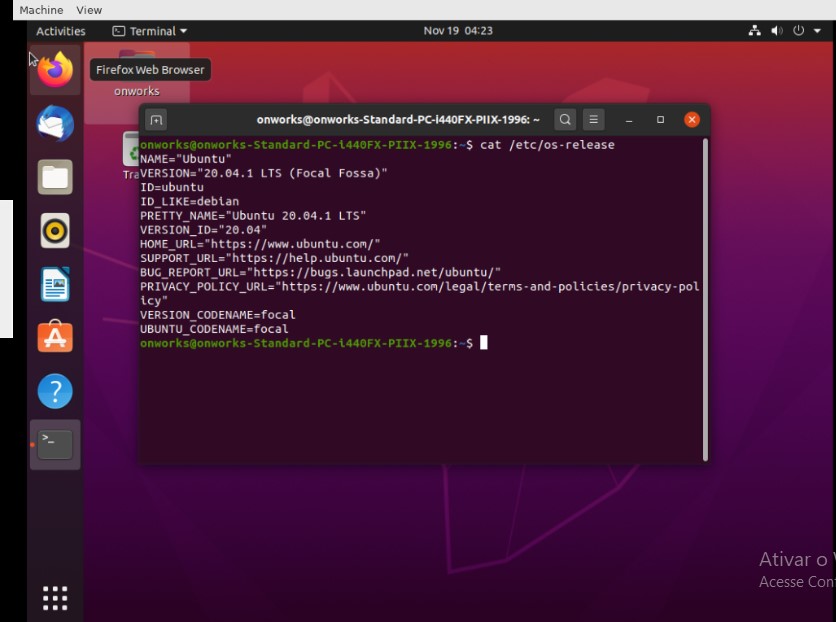 Machine View
Activities Terminal Nov 19 04:23
Firefox Web Browser
onworks
Tra
onworks@onworks-Standard-PC-i440FX-PIIX-1996: ~
onworks@onworks-Standard-PC-i440FX-PIIX-1996:~$ cat /etc/os-release
NAME="Ubuntu"
VERSION="20.04.1 LTS (Focal Fossa)"
ID=ubuntu
ID_LIKE=debian
PRETTY_NAME="Ubuntu 20.04.1 LTS"
VERSION_ID="20.04"
HOME_URL="https://www.ubuntu.com/"
SUPPORT_URL="https://help.ubuntu.com/"
BUG_REPORT_URL="https://bugs.launchpad.net/ubuntu/"
PRIVACY_POLICY_URL="https://www.ubuntu.com/legal/terms-and-policies/privacy-pol
icy"
VERSION_CODENAME=focal
UBUNTU_CODENAME=focal
onworks@onworks-Standard-PC-i440FX-PIIX-1996:~$
Ativar o
Acesse Con